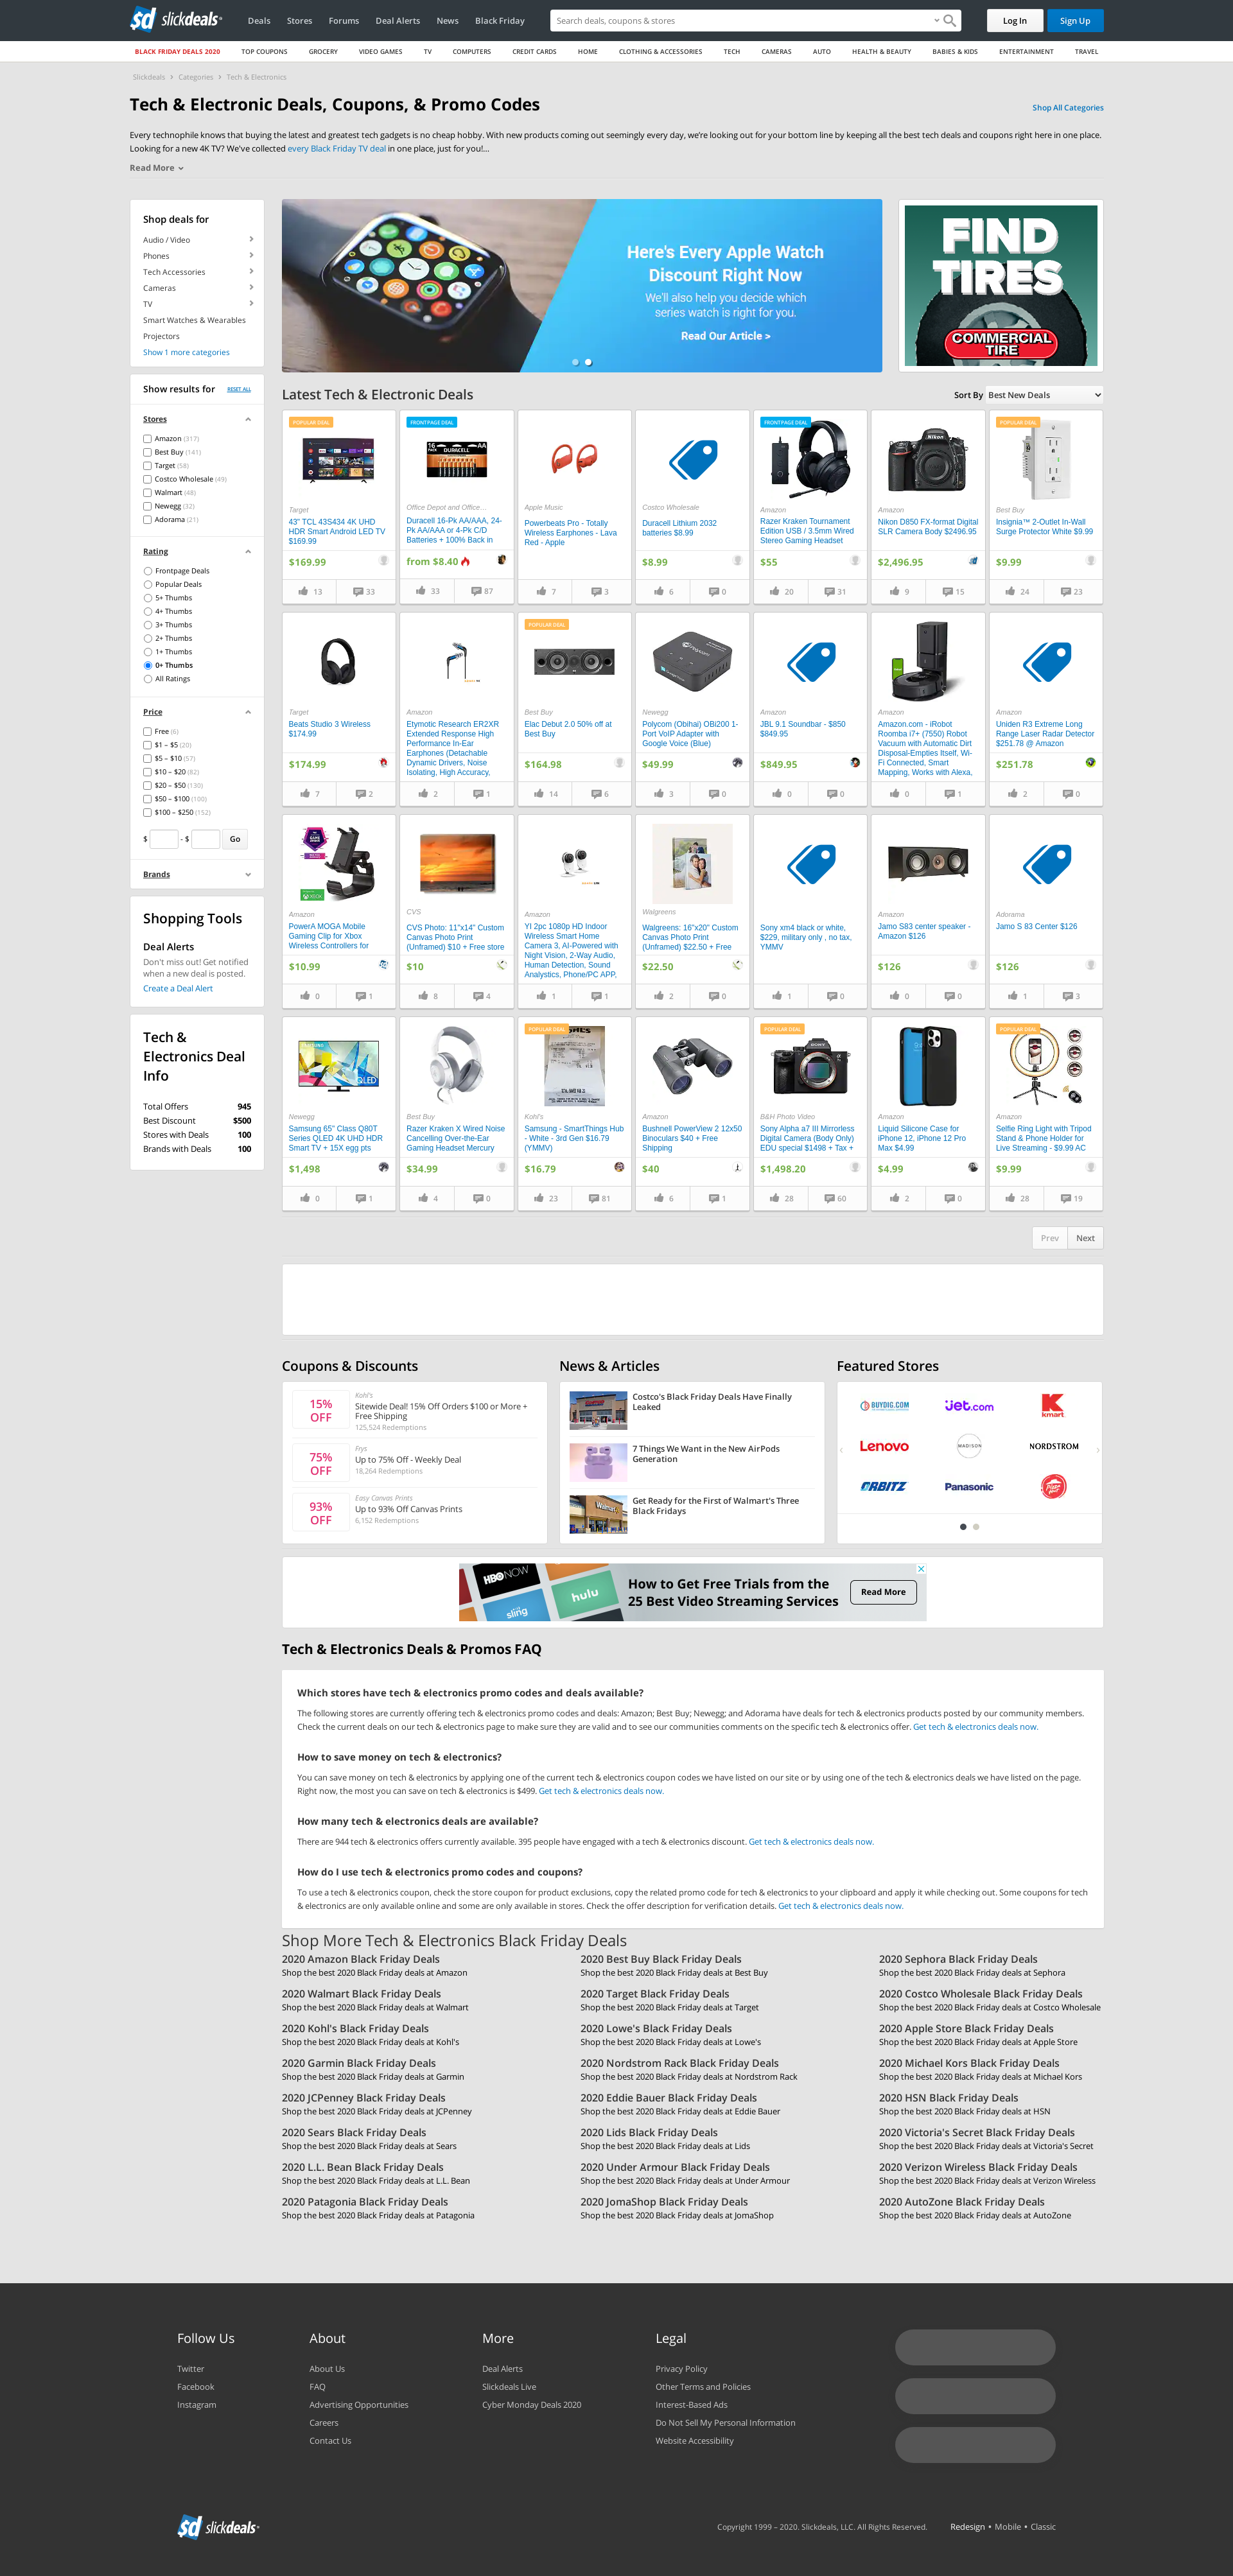 slickdeals
Deals
Stores
Forums
Deal Alerts
News
Black Friday
Search deals, coupons & stores
Log In
Sign Up
BLACK FRIDAY DEALS 2020
TOP COUPONS
GROCERY
VIDEO GAMES
TV
COMPUTERS
CREDIT CARDS
HOME
CLOTHING & ACCESSORIES
TECH
CAMERAS
AUTO
HEALTH & BEAUTY
BABIES & KIDS
ENTERTAINMENT
TRAVEL
Slickdeals > Categories > Tech & Electronics
Tech & Electronic Deals, Coupons, & Promo Codes
Shop All Categories
Every technophile knows that buying the latest and greatest tech gadgets is no cheap hobby. With new products coming out seemingly every day, we're looking out for your bottom line by keeping all the best tech deals and coupons right here in one place.
Looking for a new 4K TV? We've collected every Black Friday TV deal in one place, just for you!...
Read More
Shop deals for
Audio / Video
Phones
Tech Accessories
Cameras
TV
Smart Watches & Wearables
Projectors
Show 1 more categories
Show results for
RESET ALL
Stores
Amazon (317)
Best Buy (141)
Target (58)
Costco Wholesale (49)
Walmart (48)
Newegg (32)
Adorama (21)
Rating
Frontpage Deals
Popular Deals
5+ Thumbs
4+ Thumbs
3+ Thumbs
2+ Thumbs
1+ Thumbs
0+ Thumbs
All Ratings
Price
Free (6)
$1 – $5 (20)
$5 – $10 (57)
$10 – $20 (82)
$20 – $50 (130)
$50 – $100 (100)
$100 – $250 (152)
$ - $ Go
Brands
Shopping Tools
Deal Alerts
Don't miss out! Get notified
when a new deal is posted.
Create a Deal Alert
Tech &
Electronics Deal
Info
Total Offers 945
Best Discount $500
Stores with Deals 100
Brands with Deals 100
Here's Every Apple Watch
Discount Right Now
We'll also help you decide which
series watch is right for you.
Read Our Article >
FIND
TIRES
COMMERCIAL
TIRE
Latest Tech & Electronic Deals
Sort By Best New Deals
POPULAR DEAL
Target
43" TCL 43S434 4K UHD
HDR Smart Android LED TV
$169.99
$169.99
13 33
FRONTPAGE DEAL
Office Depot and Office...
Duracell 16-Pk AA/AAA, 24-
Pk AA/AAA or 4-Pk C/D
Batteries + 100% Back in
from $8.40
33 87
Apple Music
Powerbeats Pro - Totally
Wireless Earphones - Lava
Red - Apple
7 3
Costco Wholesale
Duracell Lithium 2032
batteries $8.99
$8.99
6 0
FRONTPAGE DEAL
Amazon
Razer Kraken Tournament
Edition USB / 3.5mm Wired
Stereo Gaming Headset
$55
20 31
Amazon
Nikon D850 FX-format Digital
SLR Camera Body $2496.95
$2,496.95
9 15
POPULAR DEAL
Best Buy
Insignia™ 2-Outlet In-Wall
Surge Protector White $9.99
$9.99
24 23
Target
Beats Studio 3 Wireless
$174.99
$174.99
7 2
Amazon
Etymotic Research ER2XR
Extended Response High
Performance In-Ear
Earphones (Detachable
Dynamic Drivers, Noise
Isolating, High Accuracy,
2 1
POPULAR DEAL
Best Buy
Elac Debut 2.0 50% off at
Best Buy
$164.98
14 6
Newegg
Polycom (Obihai) OBi200 1-
Port VoIP Adapter with
Google Voice (Blue)
$49.99
3 0
Amazon
JBL 9.1 Soundbar - $850
$849.95
$849.95
0 0
Amazon
Amazon.com - iRobot
Roomba i7+ (7550) Robot
Vacuum with Automatic Dirt
Disposal-Empties Itself, Wi-
Fi Connected, Smart
Mapping, Works with Alexa,
0 1
Amazon
Uniden R3 Extreme Long
Range Laser Radar Detector
$251.78 @ Amazon
$251.78
2 0
Amazon
PowerA MOGA Mobile
Gaming Clip for Xbox
Wireless Controllers for
$10.99
0 1
CVS
CVS Photo: 11"x14" Custom
Canvas Photo Print
(Unframed) $10 + Free store
$10
8 4
Amazon
YI 2pc 1080p HD Indoor
Wireless Smart Home
Camera 3, AI-Powered with
Night Vision, 2-Way Audio,
Human Detection, Sound
Analystics, Phone/PC APP,
1 1
Walgreens
Walgreens: 16"x20" Custom
Canvas Photo Print
(Unframed) $22.50 + Free
$22.50
2 0
Sony xm4 black or white,
$229, military only , no tax,
YMMV
1 0
Amazon
Jamo S83 center speaker -
Amazon $126
$126
0 0
Adorama
Jamo S 83 Center $126
$126
1 3
Newegg
Samsung 65" Class Q80T
Series QLED 4K UHD HDR
Smart TV + 15X egg pts
$1,498
0 1
Best Buy
Razer Kraken X Wired Noise
Cancelling Over-the-Ear
Gaming Headset Mercury
$34.99
4 0
POPULAR DEAL
Kohl's
Samsung - SmartThings Hub
- White - 3rd Gen $16.79
(YMMV)
$16.79
23 81
Amazon
Bushnell PowerView 2 12x50
Binoculars $40 + Free
Shipping
$40
6 1
POPULAR DEAL
B&H Photo Video
Sony Alpha a7 III Mirrorless
Digital Camera (Body Only)
EDU special $1498 + Tax +
$1,498.20
28 60
Amazon
Liquid Silicone Case for
iPhone 12, iPhone 12 Pro
Max $4.99
$4.99
2 0
POPULAR DEAL
Amazon
Selfie Ring Light with Tripod
Stand & Phone Holder for
Live Streaming - $9.99 AC
$9.99
28 19
Prev Next
Coupons & Discounts
15%
OFF
Kohl's
Sitewide Deal! 15% Off Orders $100 or More +
Free Shipping
125,524 Redemptions
75%
OFF
Frys
Up to 75% Off - Weekly Deal
18,264 Redemptions
93%
OFF
Easy Canvas Prints
Up to 93% Off Canvas Prints
6,152 Redemptions
News & Articles
Costco's Black Friday Deals Have Finally
Leaked
7 Things We Want in the New AirPods
Generation
Get Ready for the First of Walmart's Three
Black Fridays
Featured Stores
BUYDIG.COM
Jet.com
kmart
Lenovo
MADISON
NORDSTROM
ORBITZ
Panasonic
HBO NOW
sling
hulu
How to Get Free Trials from the
25 Best Video Streaming Services
Read More
Tech & Electronics Deals & Promos FAQ
Which stores have tech & electronics promo codes and deals available?
The following stores are currently offering tech & electronics promo codes and deals: Amazon; Best Buy; Newegg; and Adorama have deals for tech & electronics products posted by our community members.
Check the current deals on our tech & electronics page to make sure they are valid and to see our communities comments on the specific tech & electronics offer. Get tech & electronics deals now.
How to save money on tech & electronics?
You can save money on tech & electronics by applying one of the current tech & electronics coupon codes we have listed on our site or by using one of the tech & electronics deals we have listed on the page.
Right now, the most you can save on tech & electronics is $499. Get tech & electronics deals now.
How many tech & electronics deals are available?
There are 944 tech & electronics offers currently available. 395 people have engaged with a tech & electronics discount. Get tech & electronics deals now.
How do I use tech & electronics promo codes and coupons?
To use a tech & electronics coupon, check the store coupon for product exclusions, copy the related promo code for tech & electronics to your clipboard and apply it while checking out. Some coupons for tech
& electronics are only available online and some are only available in stores. Check the offer description for verification details. Get tech & electronics deals now.
Shop More Tech & Electronics Black Friday Deals
2020 Amazon Black Friday Deals
Shop the best 2020 Black Friday deals at Amazon
2020 Best Buy Black Friday Deals
Shop the best 2020 Black Friday deals at Best Buy
2020 Sephora Black Friday Deals
Shop the best 2020 Black Friday deals at Sephora
2020 Walmart Black Friday Deals
Shop the best 2020 Black Friday deals at Walmart
2020 Target Black Friday Deals
Shop the best 2020 Black Friday deals at Target
2020 Costco Wholesale Black Friday Deals
Shop the best 2020 Black Friday deals at Costco Wholesale
2020 Kohl's Black Friday Deals
Shop the best 2020 Black Friday deals at Kohl's
2020 Lowe's Black Friday Deals
Shop the best 2020 Black Friday deals at Lowe's
2020 Apple Store Black Friday Deals
Shop the best 2020 Black Friday deals at Apple Store
2020 Garmin Black Friday Deals
Shop the best 2020 Black Friday deals at Garmin
2020 Nordstrom Rack Black Friday Deals
Shop the best 2020 Black Friday deals at Nordstrom Rack
2020 Michael Kors Black Friday Deals
Shop the best 2020 Black Friday deals at Michael Kors
2020 JCPenney Black Friday Deals
Shop the best 2020 Black Friday deals at JCPenney
2020 Eddie Bauer Black Friday Deals
Shop the best 2020 Black Friday deals at Eddie Bauer
2020 HSN Black Friday Deals
Shop the best 2020 Black Friday deals at HSN
2020 Sears Black Friday Deals
Shop the best 2020 Black Friday deals at Sears
2020 Lids Black Friday Deals
Shop the best 2020 Black Friday deals at Lids
2020 Victoria's Secret Black Friday Deals
Shop the best 2020 Black Friday deals at Victoria's Secret
2020 L.L. Bean Black Friday Deals
Shop the best 2020 Black Friday deals at L.L. Bean
2020 Under Armour Black Friday Deals
Shop the best 2020 Black Friday deals at Under Armour
2020 Verizon Wireless Black Friday Deals
Shop the best 2020 Black Friday deals at Verizon Wireless
2020 Patagonia Black Friday Deals
Shop the best 2020 Black Friday deals at Patagonia
2020 JomaShop Black Friday Deals
Shop the best 2020 Black Friday deals at JomaShop
2020 AutoZone Black Friday Deals
Shop the best 2020 Black Friday deals at AutoZone
Follow Us
Twitter
Facebook
Instagram
About
About Us
FAQ
Advertising Opportunities
Careers
Contact Us
More
Deal Alerts
Slickdeals Live
Cyber Monday Deals 2020
Legal
Privacy Policy
Other Terms and Policies
Interest-Based Ads
Do Not Sell My Personal Information
Website Accessibility
slickdeals
Copyright 1999 – 2020. Slickdeals, LLC. All Rights Reserved.
Redesign • Mobile • Classic